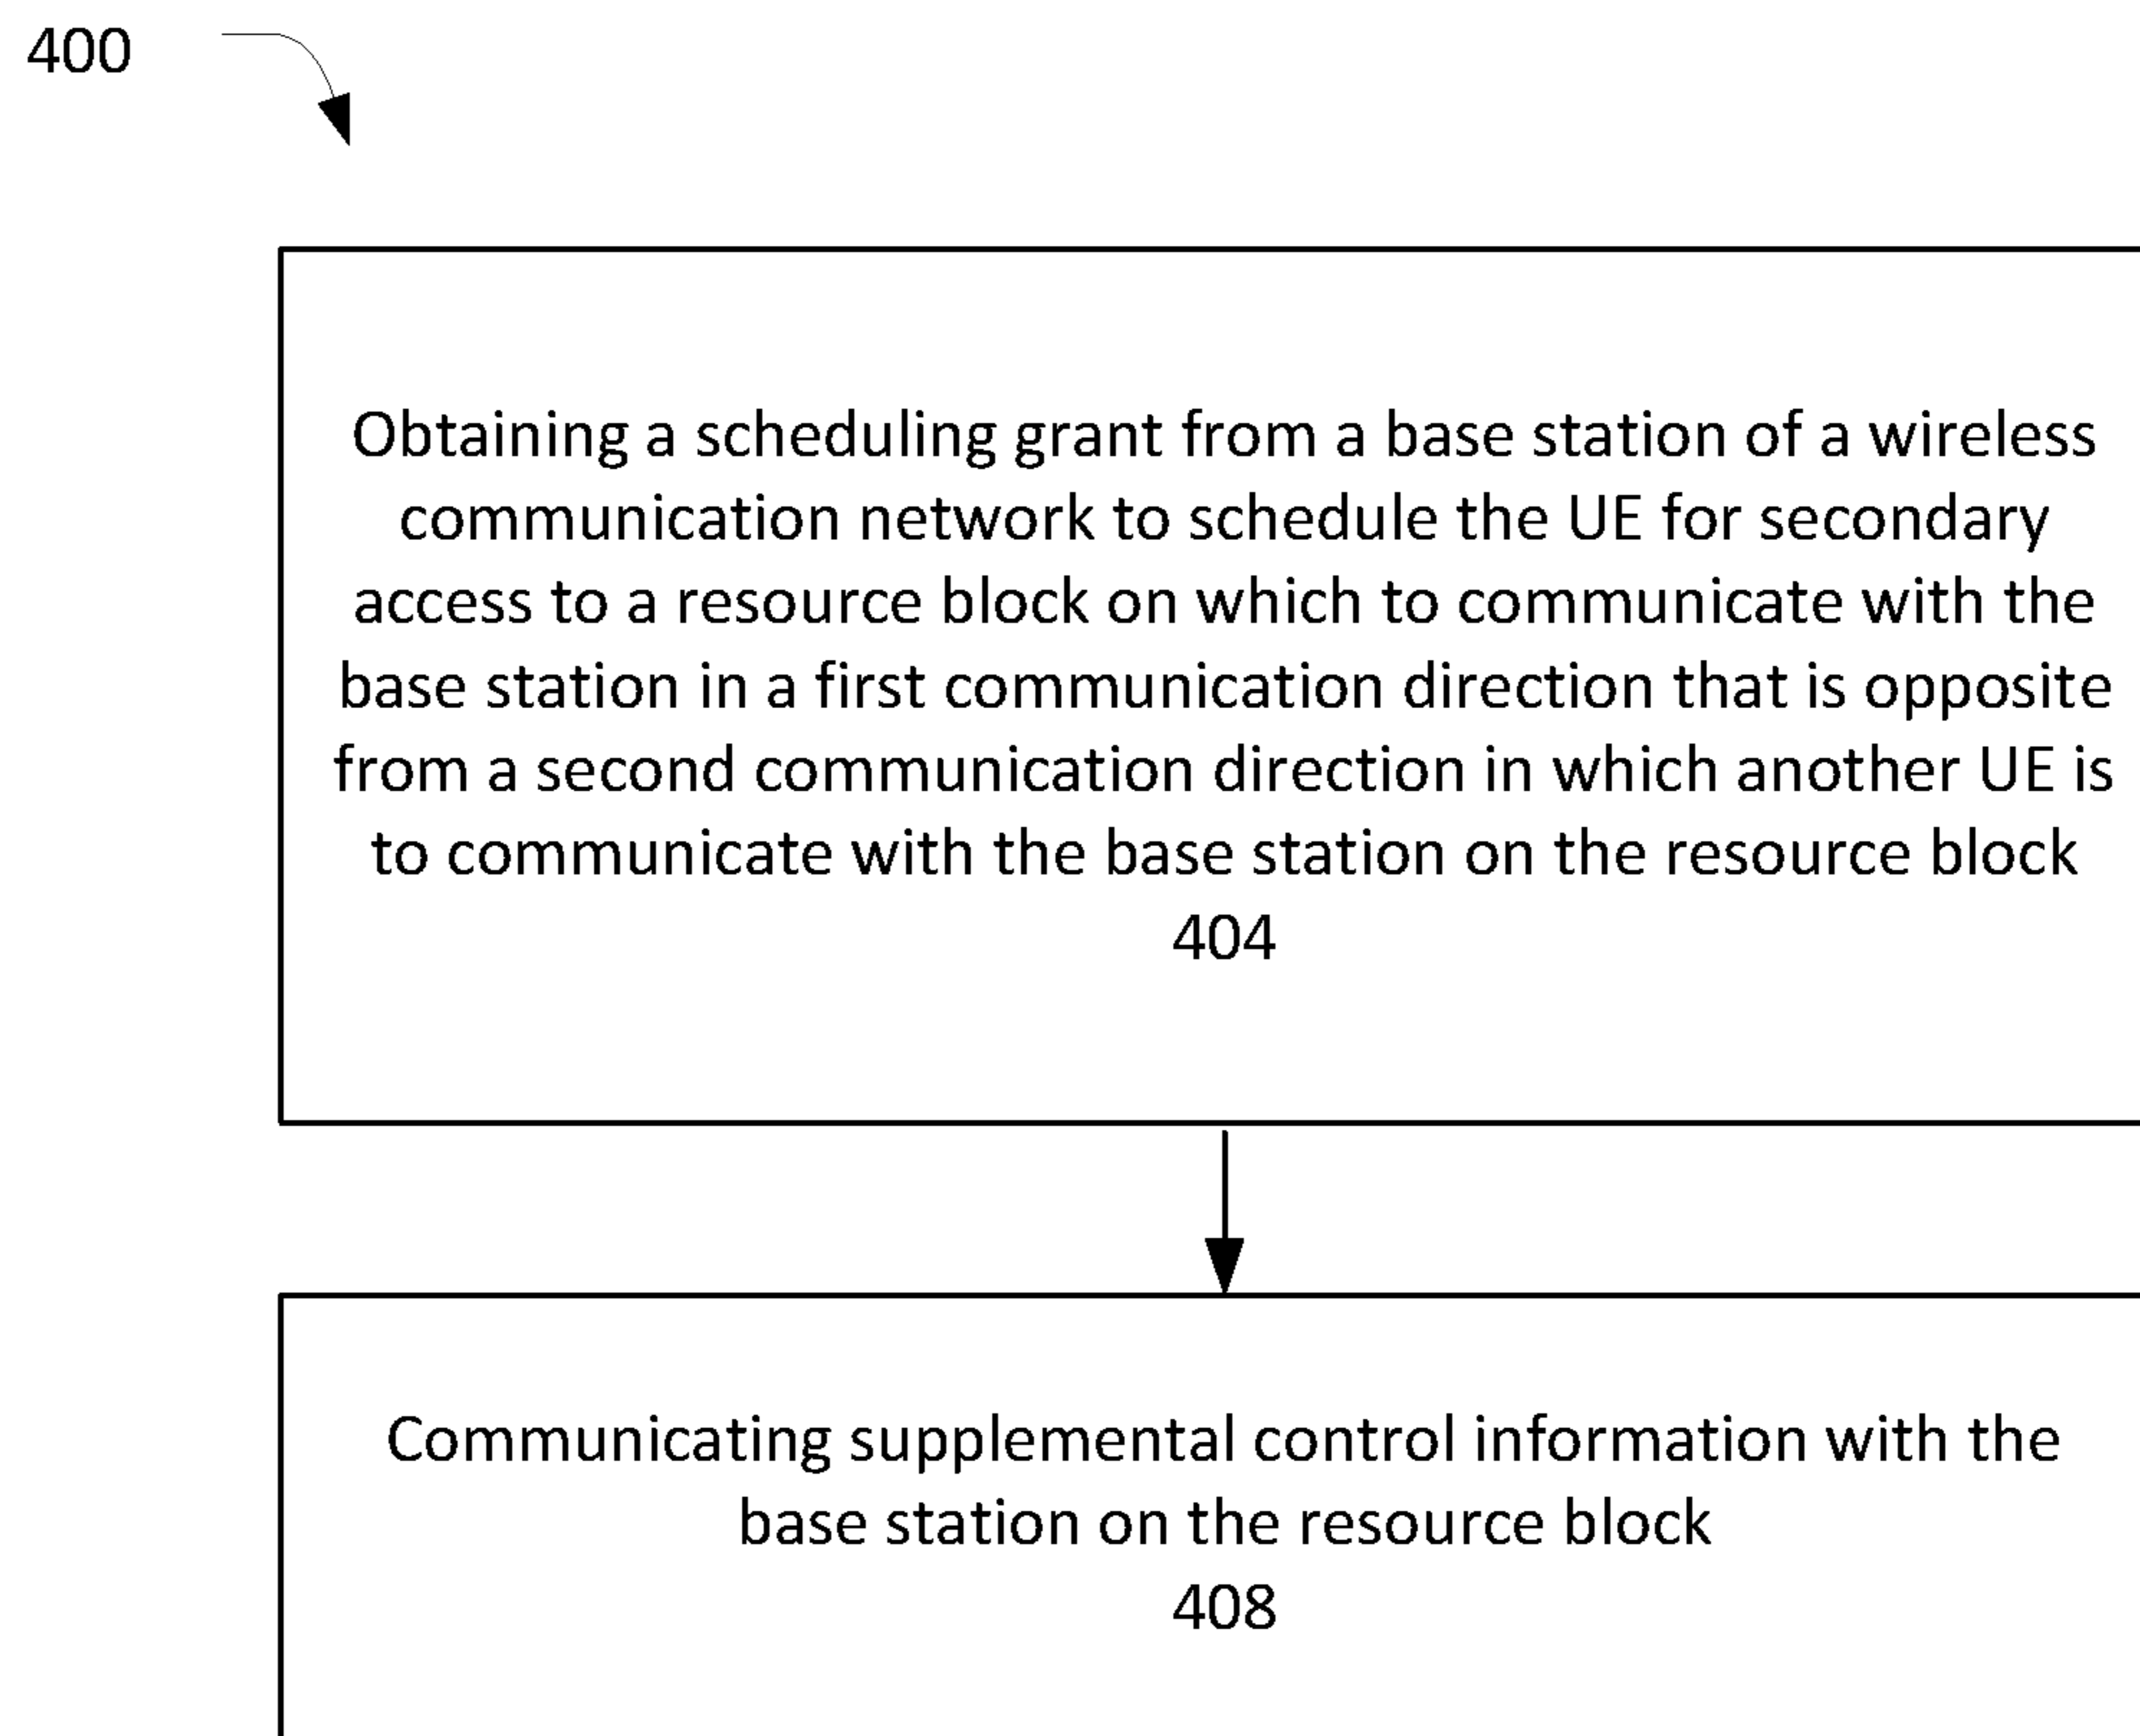 400
Obtaining a scheduling grant from a base station of a wireless
communication network to schedule the UE for secondary
access to a resource block on which to communicate with the
base station in a first communication direction that is opposite
from a second communication direction in which another UE is
to communicate with the base station on the resource block
404
Communicating supplemental control information with the
base station on the resource block
408